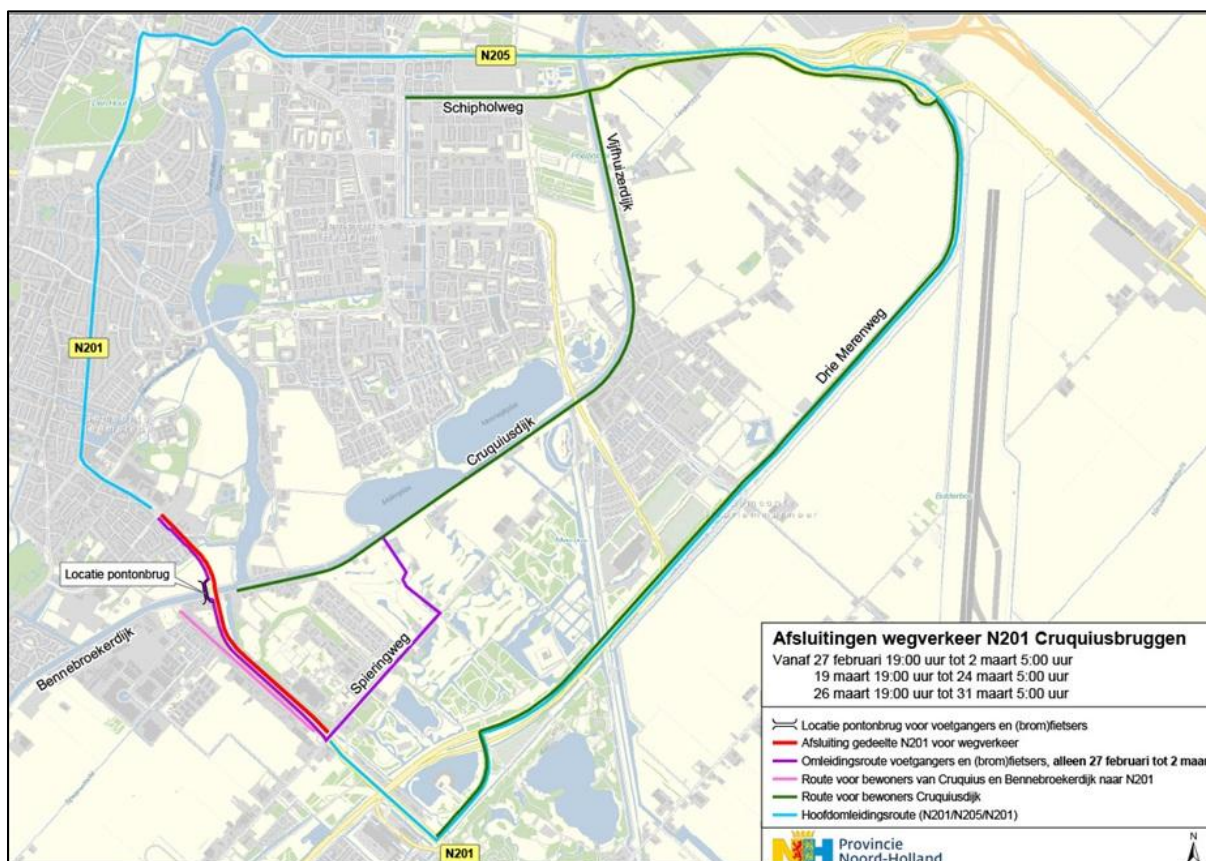 N205
Schipholweg
Vijfhuizerdijk
N201
Drie Merenweg
Cruquiusdijk
Locatie pontonbrug
Bennebroekerdijk
Spieringweg
N201
Afsluitingen wegverkeer N201 Cruquiusbruggen
Vanaf 27 februari 19:00 uur tot 2 maart 5:00 uur
19 maart 19:00 uur tot 24 maart 5:00 uur
26 maart 19:00 uur tot 31 maart 5:00 uur
Locatie pontonbrug voor voetgangers en (brom)fietsers
Afsluiting gedeelte N201 voor wegverkeer
Omleidingsroute voetgangers en (brom)fietsers, alleen 27 februari tot 2 maar
Route voor bewoners van Cruquius en Bennebroekerdijk naar N201
Route voor bewoners Cruquiusdijk
Hoofdomleidingsroute (N201/N205/N201)
Provincie
Noord-Holland
N